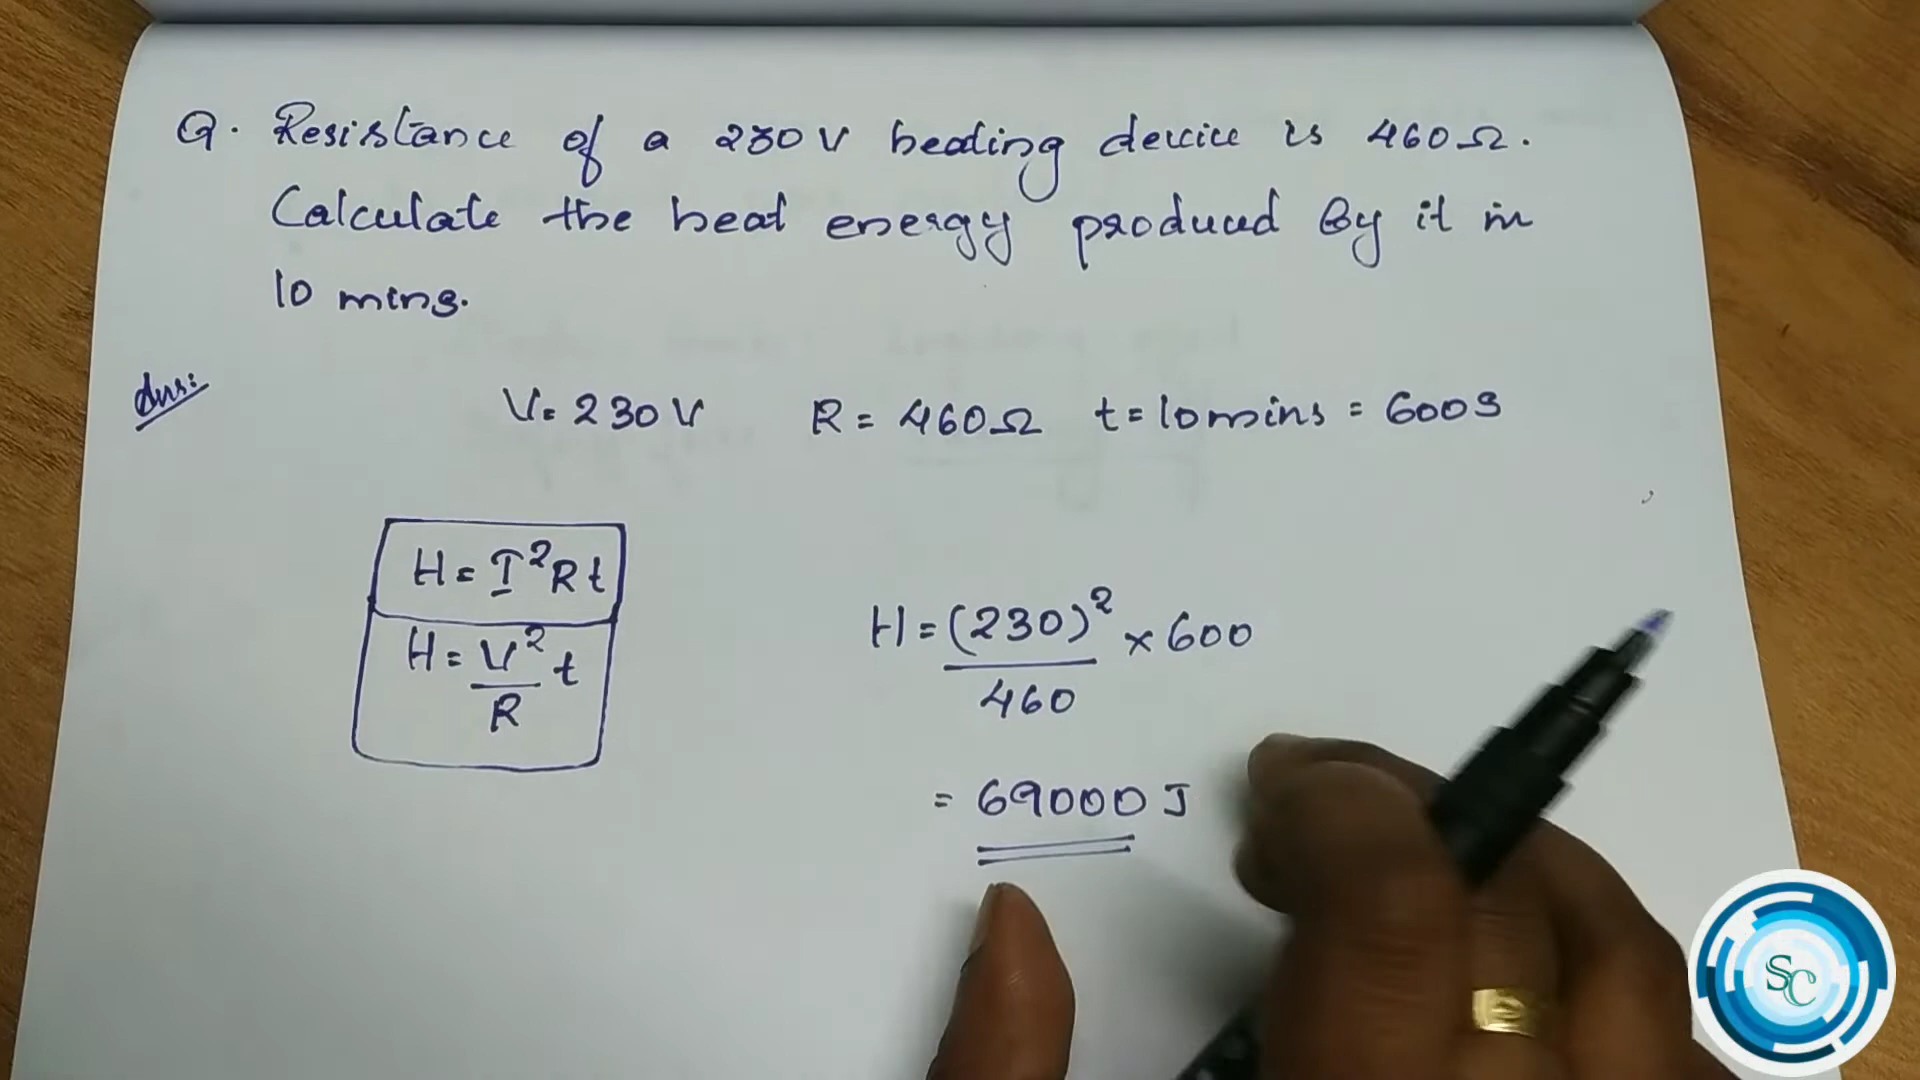 Q. Resistance of a 230V heating device is 460Ω.
Calculate the heat energy produced by it in
10 mins.
Ans:
V=230V R=460Ω t=10mins=600s
H=I²Rt
H=V²/R t
H=(230)²/460 ×600
=69000J
SC